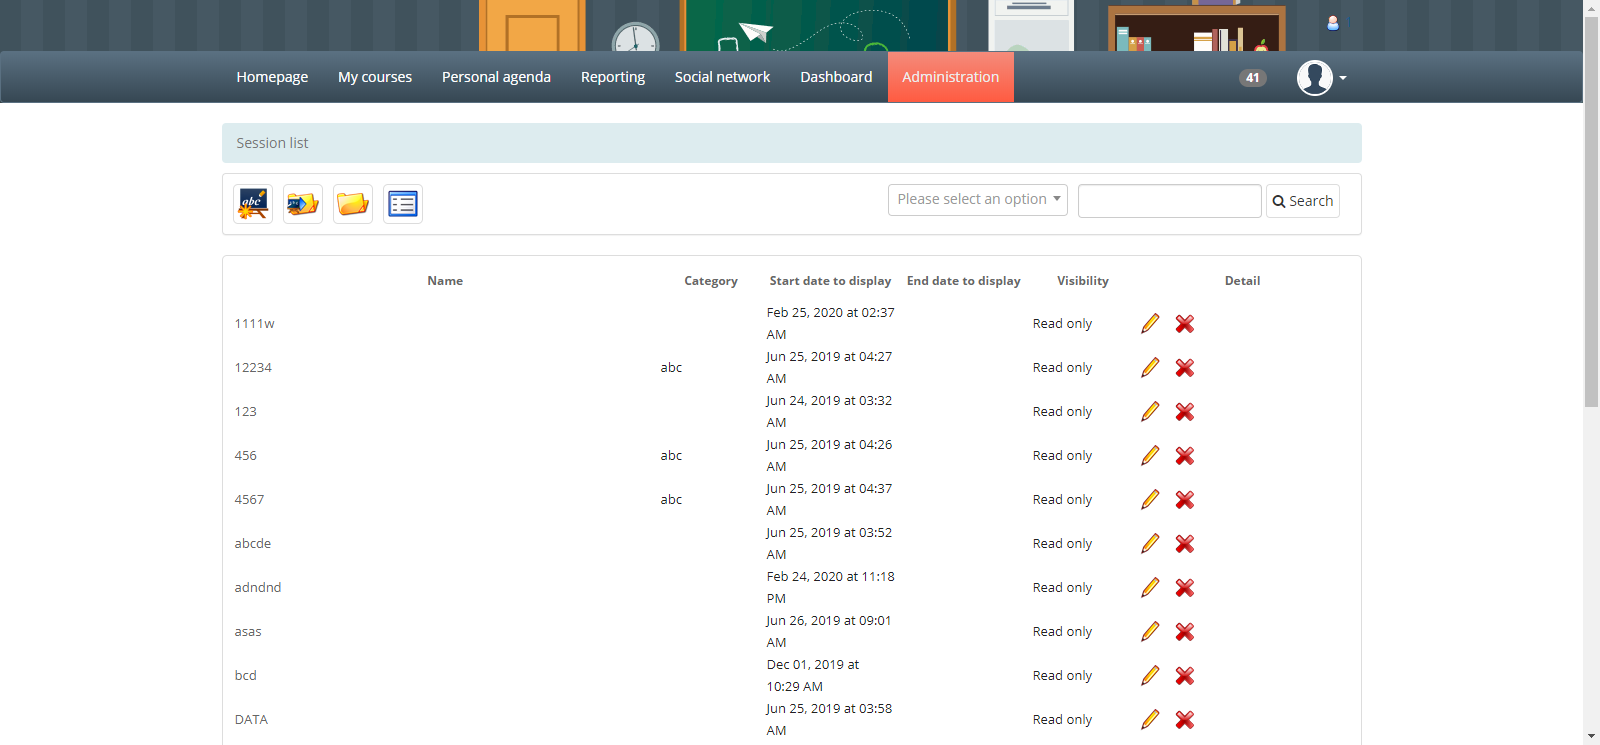 Homepage My courses Personal agenda Reporting Social network Dashboard Administration 41
Session list
abc Please select an option Search
Name Category Start date to display End date to display Visibility Detail
1111w Feb 25, 2020 at 02:37 AM Read only
12234 abc Jun 25, 2019 at 04:27 AM Read only
123 Jun 24, 2019 at 03:32 AM Read only
456 abc Jun 25, 2019 at 04:26 AM Read only
4567 abc Jun 25, 2019 at 04:37 AM Read only
abcde Jun 25, 2019 at 03:52 AM Read only
adndnd Feb 24, 2020 at 11:18 PM Read only
asas Jun 26, 2019 at 09:01 AM Read only
bcd Dec 01, 2019 at 10:29 AM Read only
DATA Jun 25, 2019 at 03:58 AM Read only